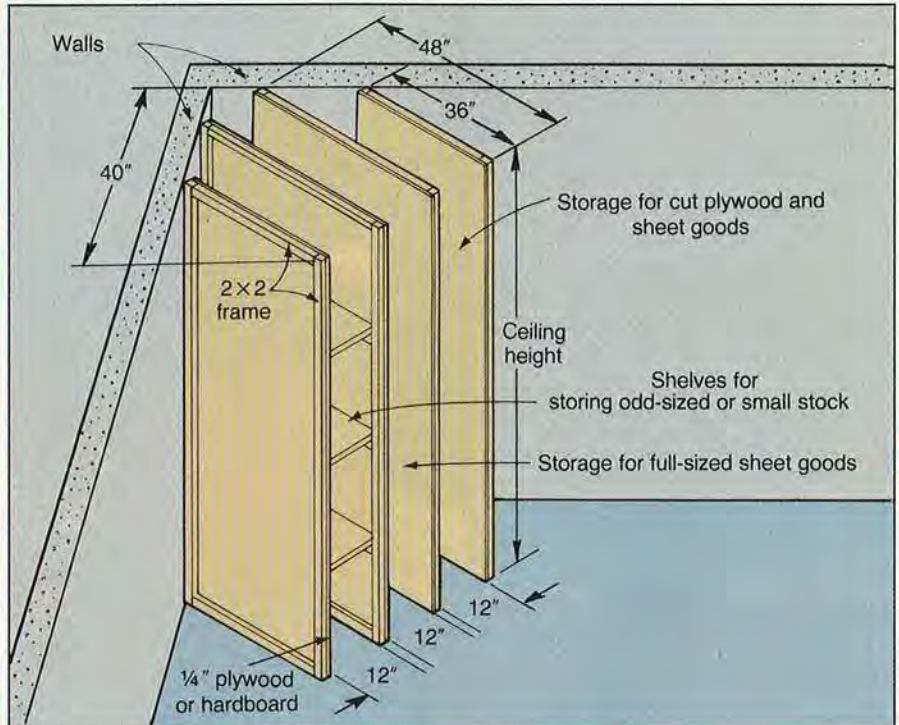 Walls
48"
36"
40"
Storage for cut plywood and
sheet goods
2×2
frame
Ceiling
height
Shelves for
storing odd-sized or small stock
Storage for full-sized sheet goods
12"
12"
12"
¼" plywood
or hardboard